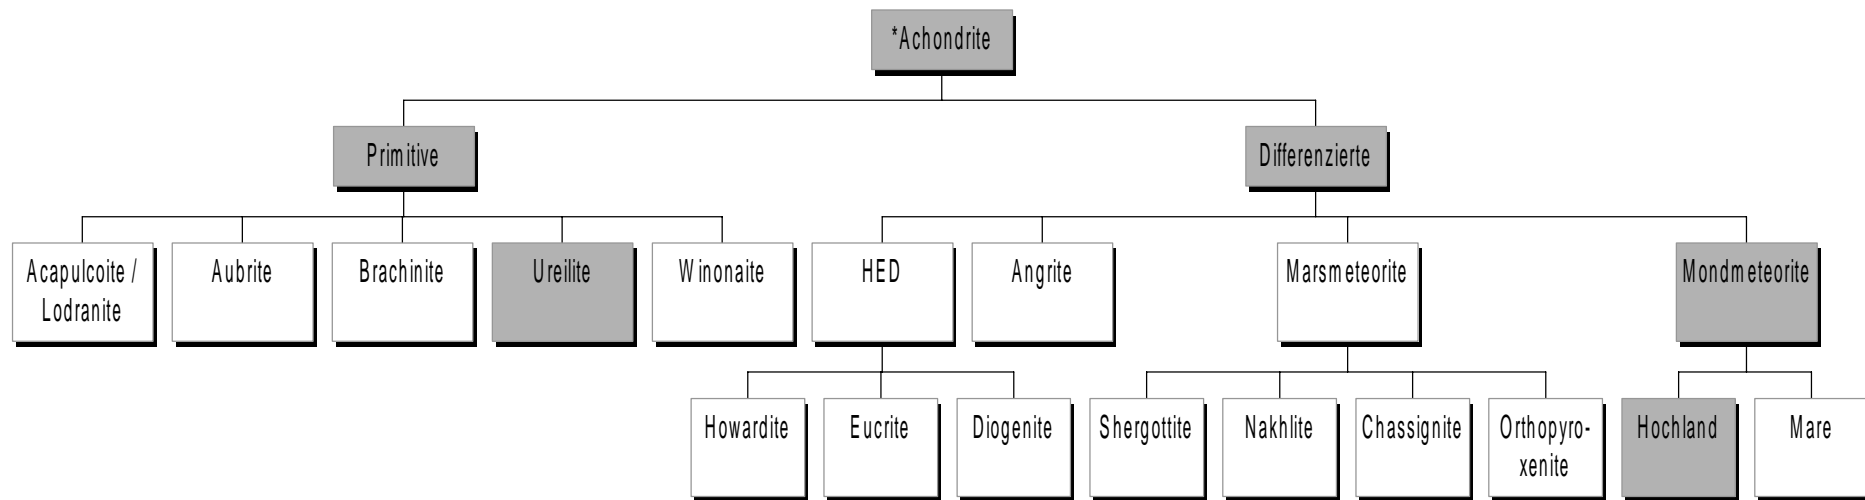 *Achondrite
Primitive
Differenzierte
Acapulcoite /
Lodranite
Aubrite
Brachinite
Ureilite
Winonaite
HED
Angrite
Marsmeteorite
Mondmeteorite
Howardite
Eucrite
Diogenite
Shergottite
Nakhlite
Chassignite
Orthopyro-
xenite
Hochland
Mare